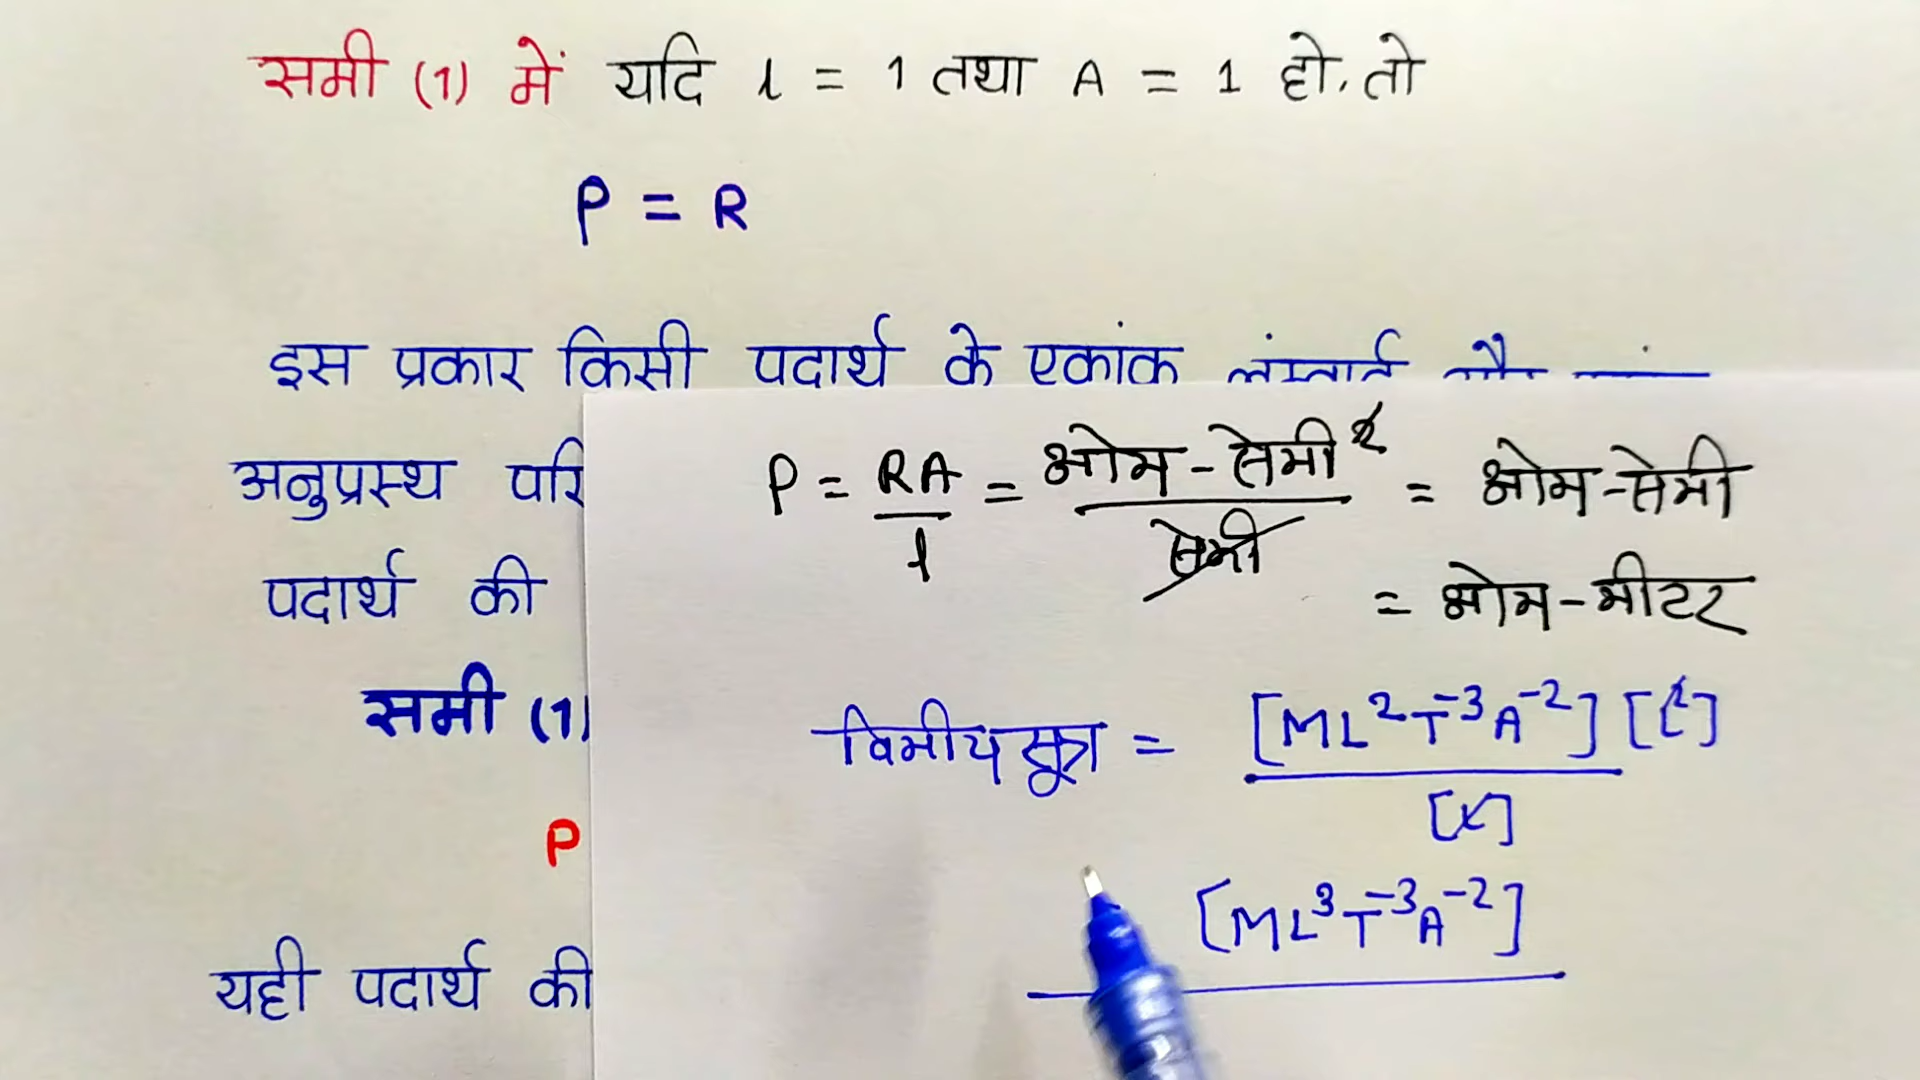 समी (1) में यदि l = 1 तथा A = 1 हो, तो
ρ = R
इस प्रकार किसी पदार्थ के एकांक
अनुप्रस्थ परि
पदार्थ की
समी (1)
ρ
यही पदार्थ की
ρ = RA/l = ओम-सेमी²/सेमी = ओम-सेमी
= ओम-मीटर
विमीय सूत्र = [ML²T⁻³A⁻²] [L²]/[L]
[ML³T⁻³A⁻²]